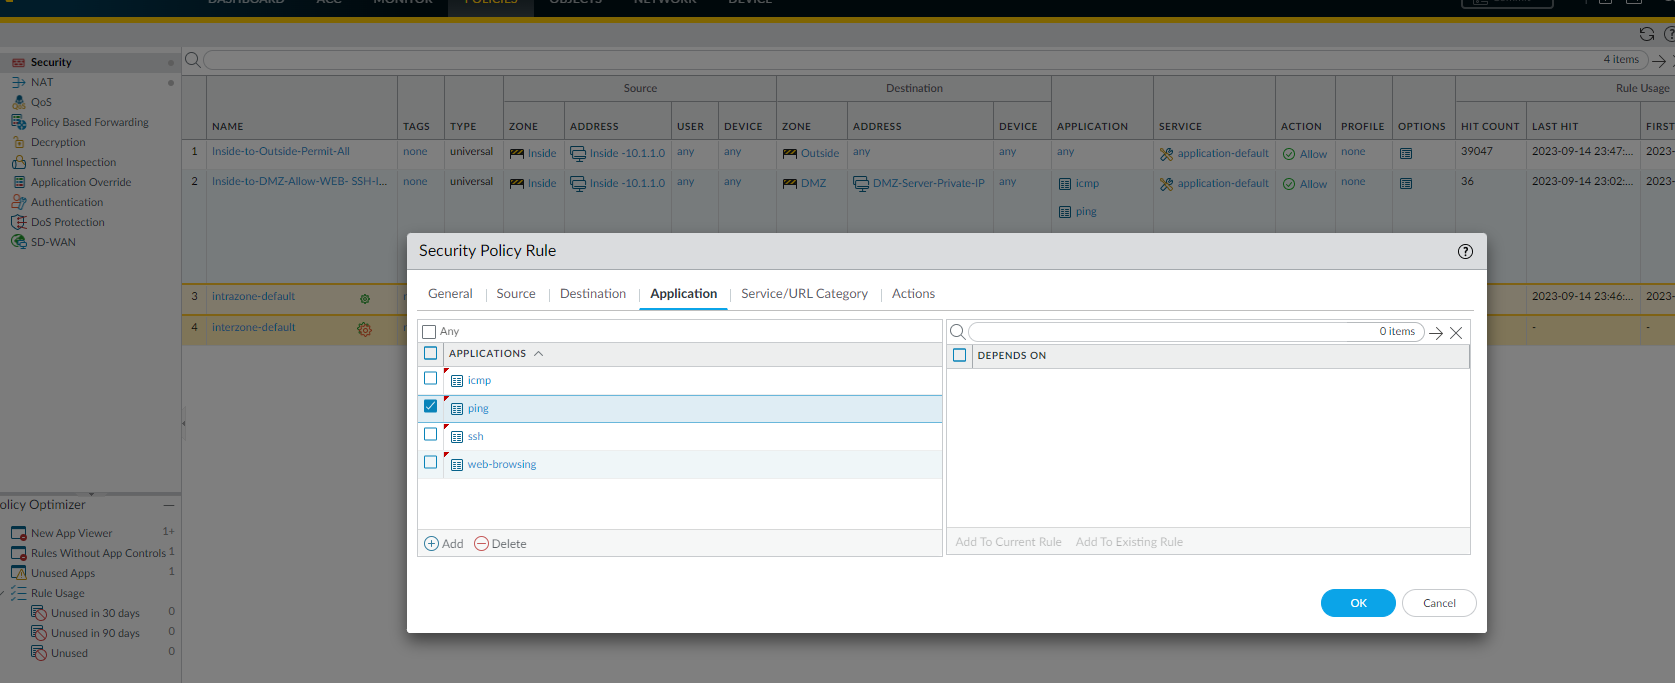 DASHBOARD ACC MONITOR POLICIES OBJECTS NETWORK DEVICE
Security
NAT
QoS
Policy Based Forwarding
Decryption
Tunnel Inspection
Application Override
Authentication
DoS Protection
SD-WAN
4 items
Source Destination Rule Usage
NAME TAGS TYPE ZONE ADDRESS USER DEVICE ZONE ADDRESS DEVICE APPLICATION SERVICE ACTION PROFILE OPTIONS HIT COUNT LAST HIT FIRST
1 Inside-to-Outside-Permit-All none universal Inside Inside -10.1.1.0 any any Outside any any any application-default Allow none 39047 2023-09-14 23:47:... 2023-
2 Inside-to-DMZ-Allow-WEB- SSH-I... none universal Inside Inside -10.1.1.0 any any DMZ DMZ-Server-Private-IP any icmp application-default Allow none 36 2023-09-14 23:02:... 2023-
ping
3 intrazone-default 2023-09-14 23:46:... 2023-
4 interzone-default - -
Security Policy Rule
General Source Destination Application Service/URL Category Actions
Any
0 items
APPLICATIONS
DEPENDS ON
icmp
ping
ssh
web-browsing
Add Delete
Add To Current Rule Add To Existing Rule
OK Cancel
olicy Optimizer
New App Viewer 1+
Rules Without App Controls 1
Unused Apps 1
Rule Usage
Unused in 30 days 0
Unused in 90 days 0
Unused 0